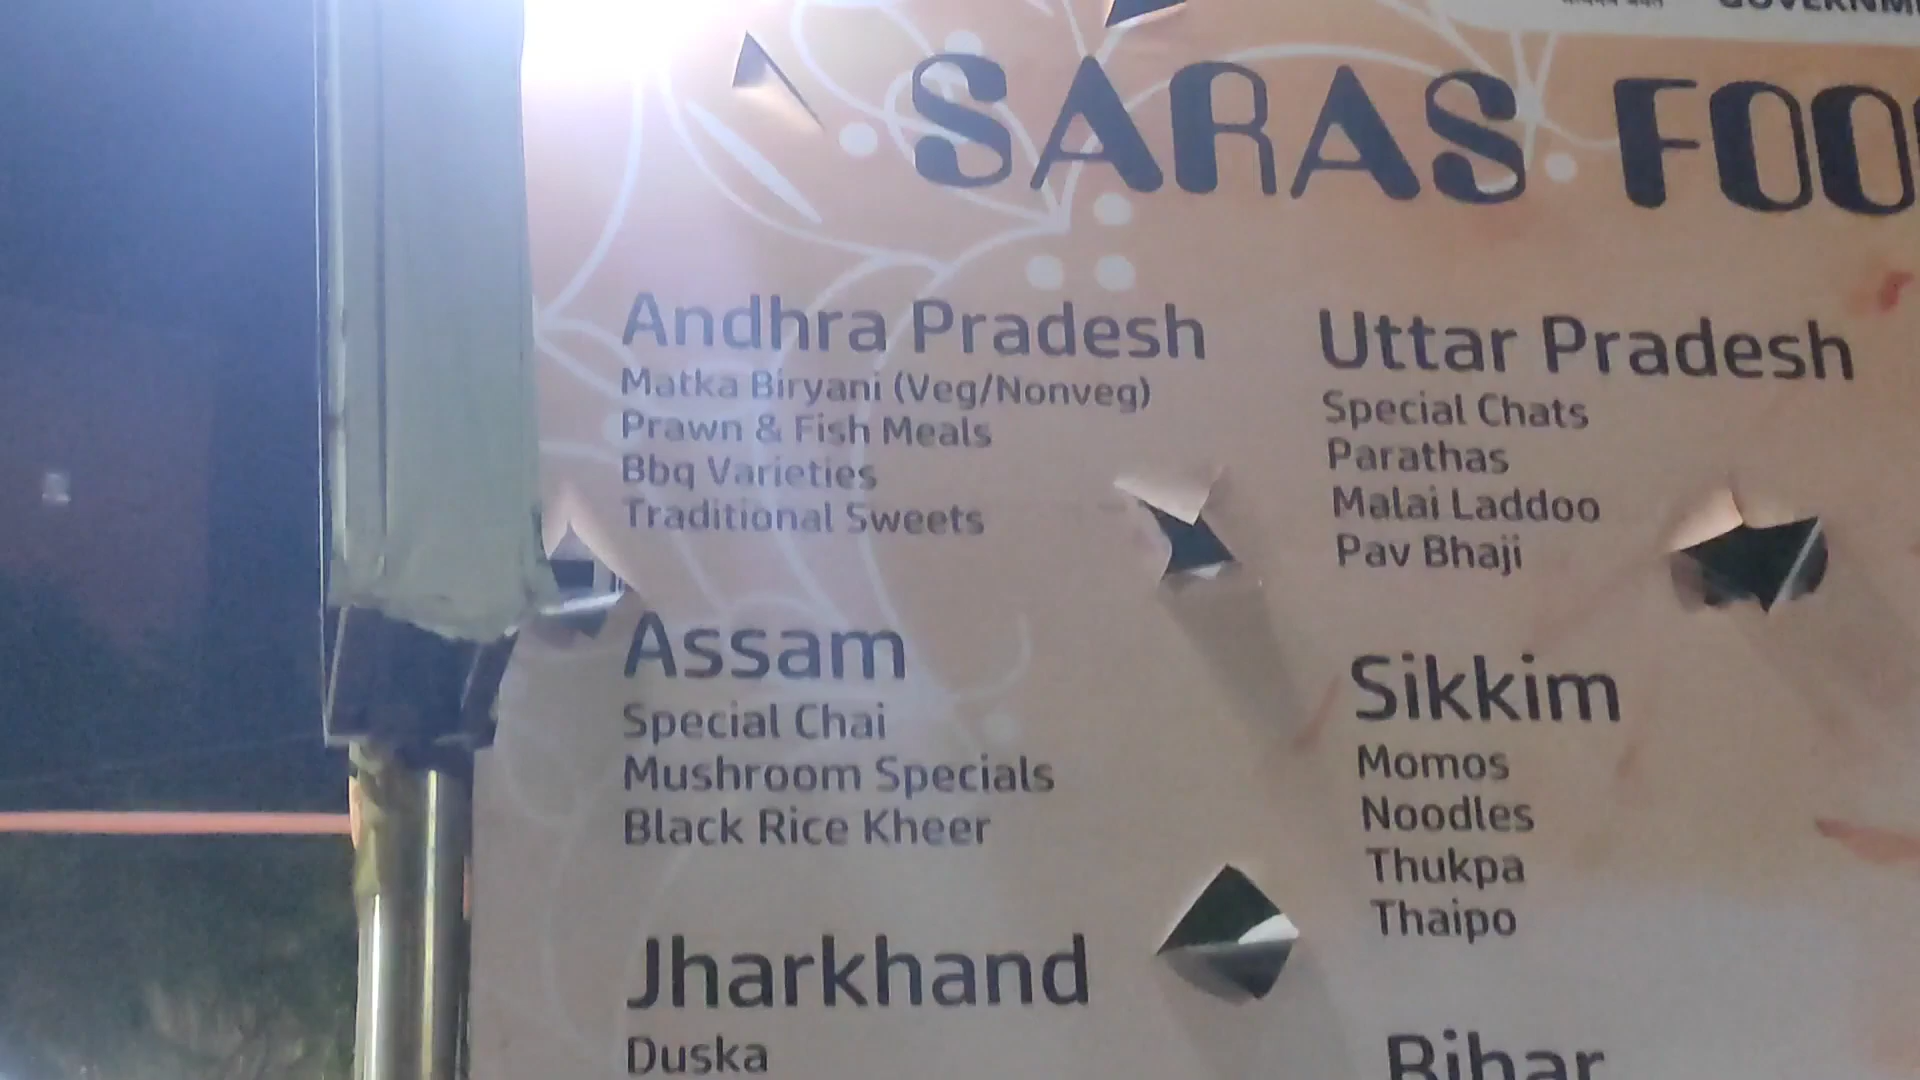 SARAS
Andhra Pradesh
Matka Biryani (Veg/Nonveg)
Prawn & Fish Meals
Bbq Varieties
Traditional Sweets
Assam
Special Chai
Mushroom Specials
Black Rice Kheer
Jharkhand
Duska
Uttar Pradesh
Special Chats
Parathas
Malai Laddoo
Pav Bhaji
Sikkim
Momos
Noodles
Thukpa
Thaipo
Bihar